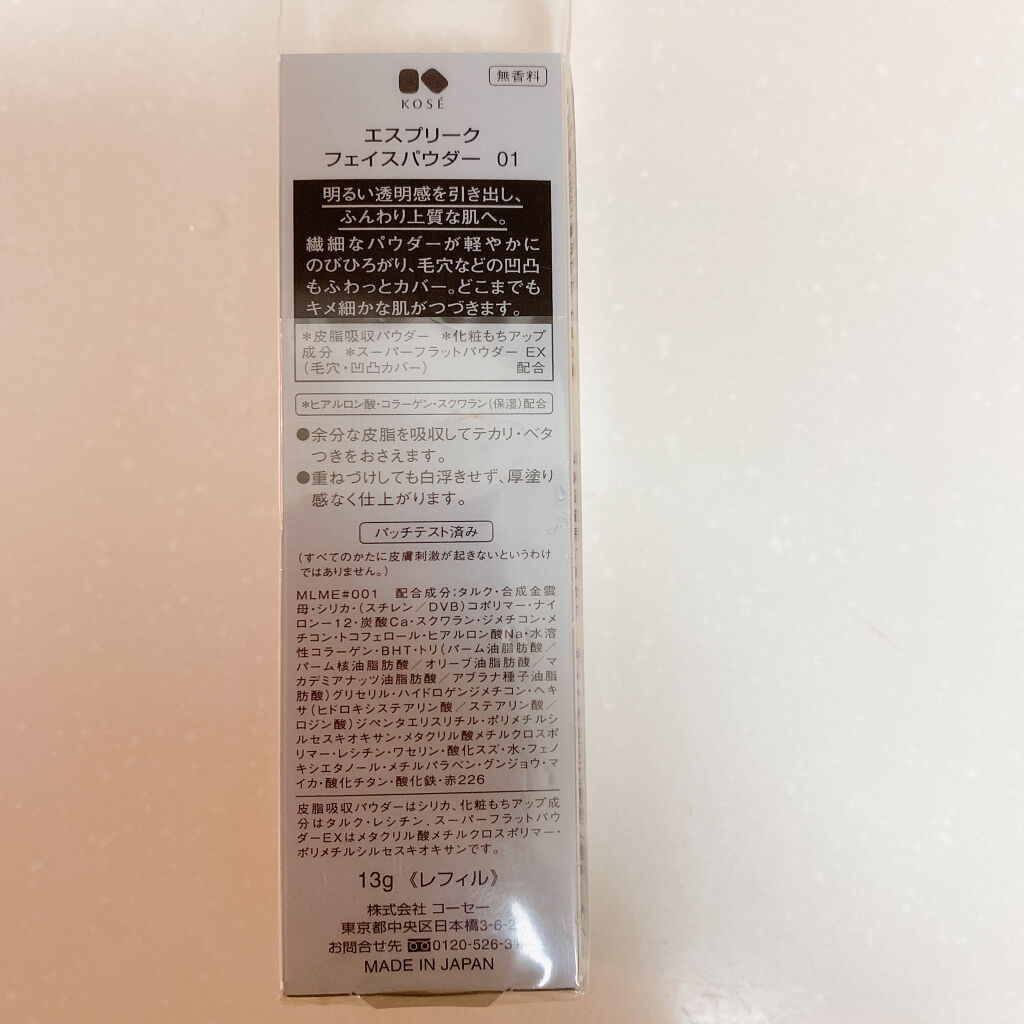 無香料
KOSÉ
エスプリーク
フェイスパウダー 01
明るい透明感を引き出し、
ふんわり上質な肌へ。
繊細なパウダーが軽やかに
のびひろがり、毛穴などの凹凸
もふわっとカバー。どこまでも
キメ細かな肌がつづきます。
*皮脂吸収パウダー *化粧もちアップ
成分 *スーパーフラットパウダー EX
(毛穴・凹凸カバー) 配合
*ヒアルロン酸・コラーゲン・スクワラン(保湿)配合
●余分な皮脂を吸収してテカリ・ベタ
つきをおさえます。
●重ねづけしても白浮きせず、厚塗り
感なく仕上がります。
パッチテスト済み
(すべてのかたに皮膚刺激が起きないというわけ
ではありません。)
MLME#001 配合成分:タルク・合成金雲
母・シリカ・(スチレン/DVB)コポリマー・ナイ
ロン-12・炭酸Ca・スクワラン・ジメチコン・メ
チコン・トコフェロール・ヒアルロン酸Na・水溶
性コラーゲン・BHT・トリ(パーム油脂肪酸/
パーム核油脂肪酸/オリーブ油脂肪酸/マ
カデミアナッツ油脂肪酸/アブラナ種子油脂
肪酸)グリセリル・ハイドロゲンジメチコン・ヘキ
サ(ヒドロキシステアリン酸/ステアリン酸/
ロジン酸)ジペンタエリスリチル・ポリメチルシ
ルセスキオキサン・メタクリル酸メチルクロスポ
リマー・レシチン・ワセリン・酸化スズ・水・フェノ
キシエタノール・メチルパラベン・グンジョウ・マ
イカ・酸化チタン・酸化鉄・赤226
皮脂吸収パウダーはシリカ、化粧もちアップ成
分はタルク・レシチン、スーパーフラットパウ
ダーEXはメタクリル酸メチルクロスポリマー・
ポリメチルシルセスキオキサンです。
13g 《レフィル》
株式会社 コーセー
東京都中央区日本橋3-6-2
お問合せ先 0120-526-31
MADE IN JAPAN